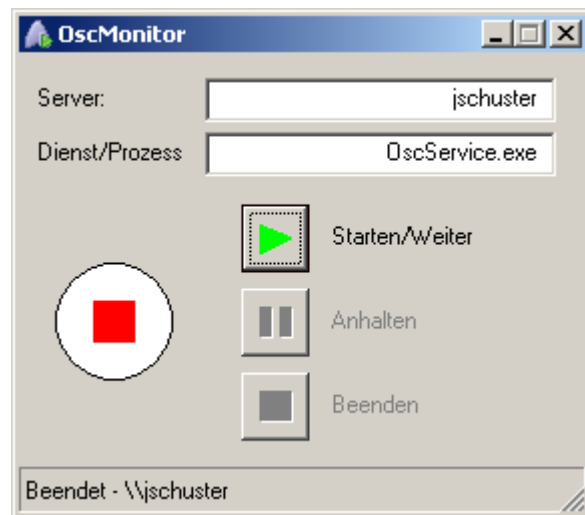 OscMonitor
Server: jschuster
Dienst/Prozess OscService.exe
Starten/Weiter
Anhalten
Beenden
Beendet - \\jschuster